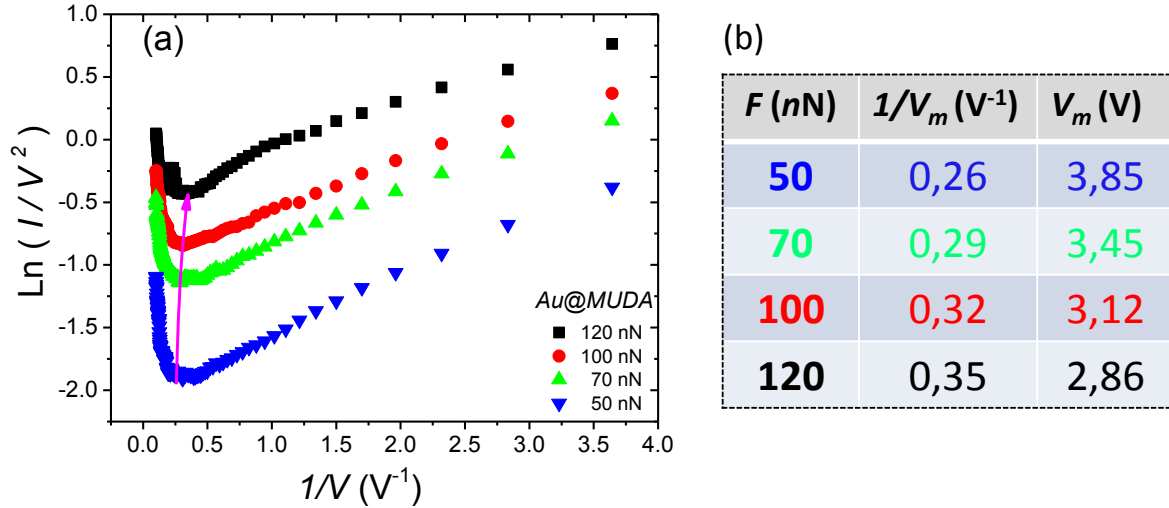 (a)
Ln ( I / V ² )
1.0
0.5
0.0
-0.5
-1.0
-1.5
-2.0
Au@MUDA
120 nN
100 nN
70 nN
50 nN
0.0 0.5 1.0 1.5 2.0 2.5 3.0 3.5 4.0
1/V (V⁻¹)
(b)
F (nN) 1/Vₘ (V⁻¹) Vₘ (V)
50 0,26 3,85
70 0,29 3,45
100 0,32 3,12
120 0,35 2,86